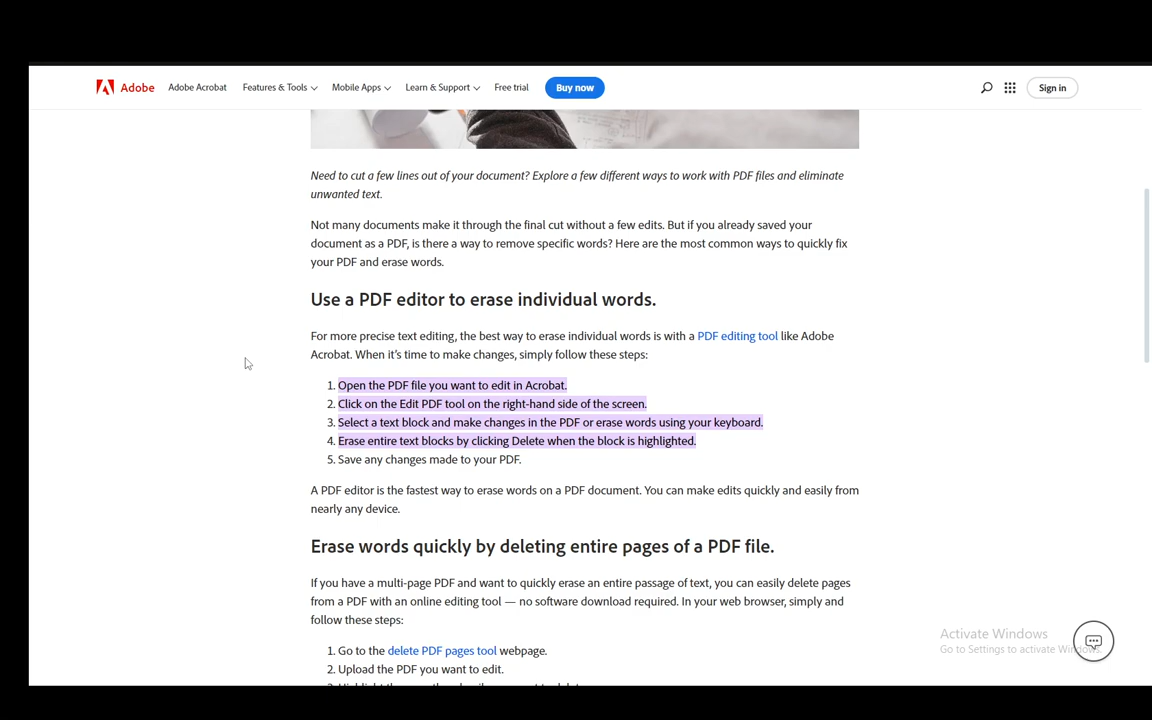 Adobe
Adobe Acrobat
Features & Tools
Mobile Apps
Learn & Support
Free trial
Buy now
Sign in
Need to cut a few lines out of your document? Explore a few different ways to work with PDF files and eliminate
unwanted text.
Not many documents make it through the final cut without a few edits. But if you already saved your
document as a PDF, is there a way to remove specific words? Here are the most common ways to quickly fix
your PDF and erase words.
Use a PDF editor to erase individual words.
For more precise text editing, the best way to erase individual words is with a PDF editing tool like Adobe
Acrobat. When it's time to make changes, simply follow these steps:
1. Open the PDF file you want to edit in Acrobat.
2. Click on the Edit PDF tool on the right-hand side of the screen.
3. Select a text block and make changes in the PDF or erase words using your keyboard.
4. Erase entire text blocks by clicking Delete when the block is highlighted.
5. Save any changes made to your PDF.
A PDF editor is the fastest way to erase words on a PDF document. You can make edits quickly and easily from
nearly any device.
Erase words quickly by deleting entire pages of a PDF file.
If you have a multi-page PDF and want to quickly erase an entire passage of text, you can easily delete pages
from a PDF with an online editing tool — no software download required. In your web browser, simply and
follow these steps:
1. Go to the delete PDF pages tool webpage.
2. Upload the PDF you want to edit.
Activate Windows
Go to Settings to activate Windows.